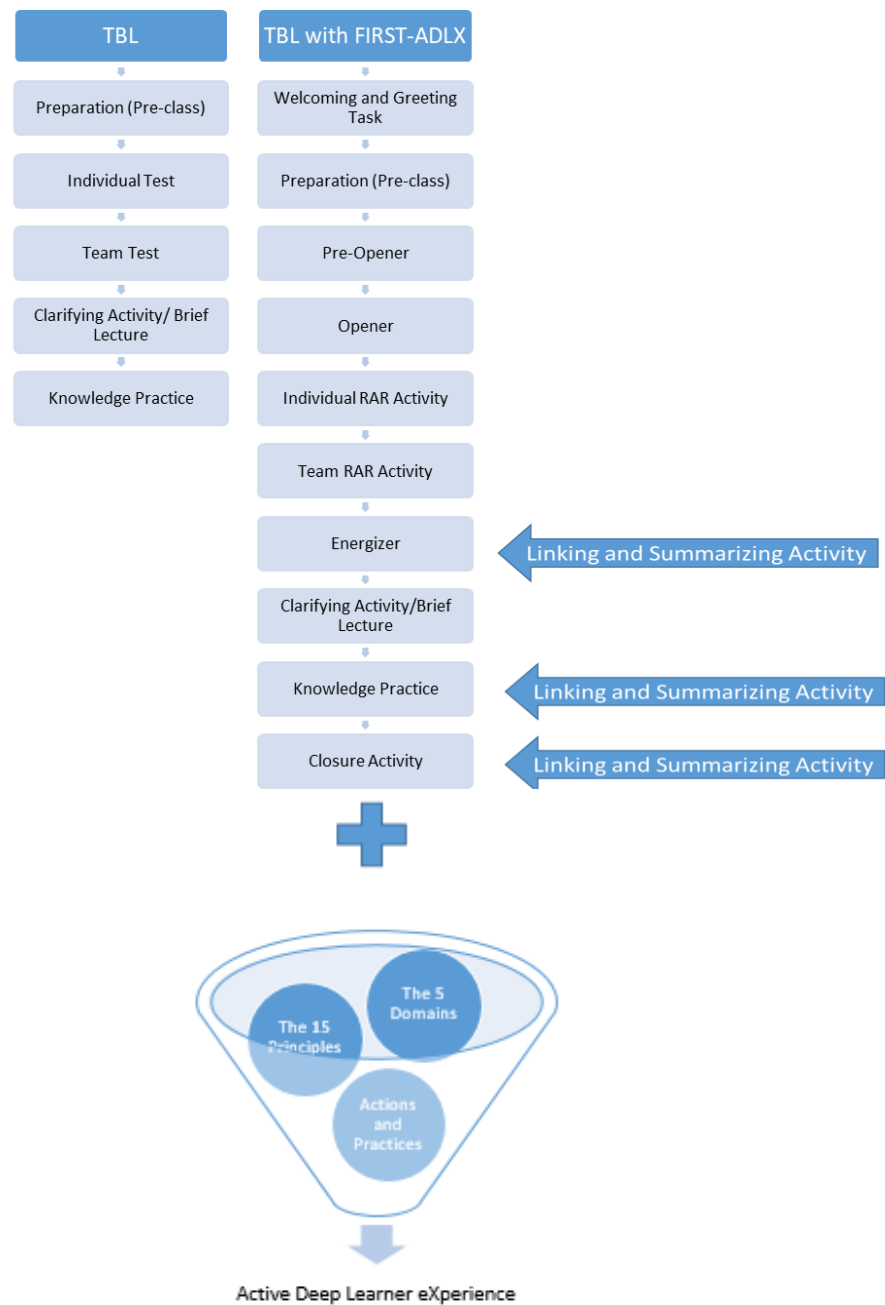 TBL
Preparation (Pre-class)
Individual Test
Team Test
Clarifying Activity/ Brief
Lecture
Knowledge Practice
TBL with FIRST-ADLX
Welcoming and Greeting
Task
Preparation (Pre-class)
Pre-Opener
Opener
Individual RAR Activity
Team RAR Activity
Energizer
Linking and Summarizing Activity
Clarifying Activity/Brief
Lecture
Knowledge Practice
Linking and Summarizing Activity
Closure Activity
Linking and Summarizing Activity
The 5
Domains
The 15
Principles
Actions
and
Practices
Active Deep Learner eXperience